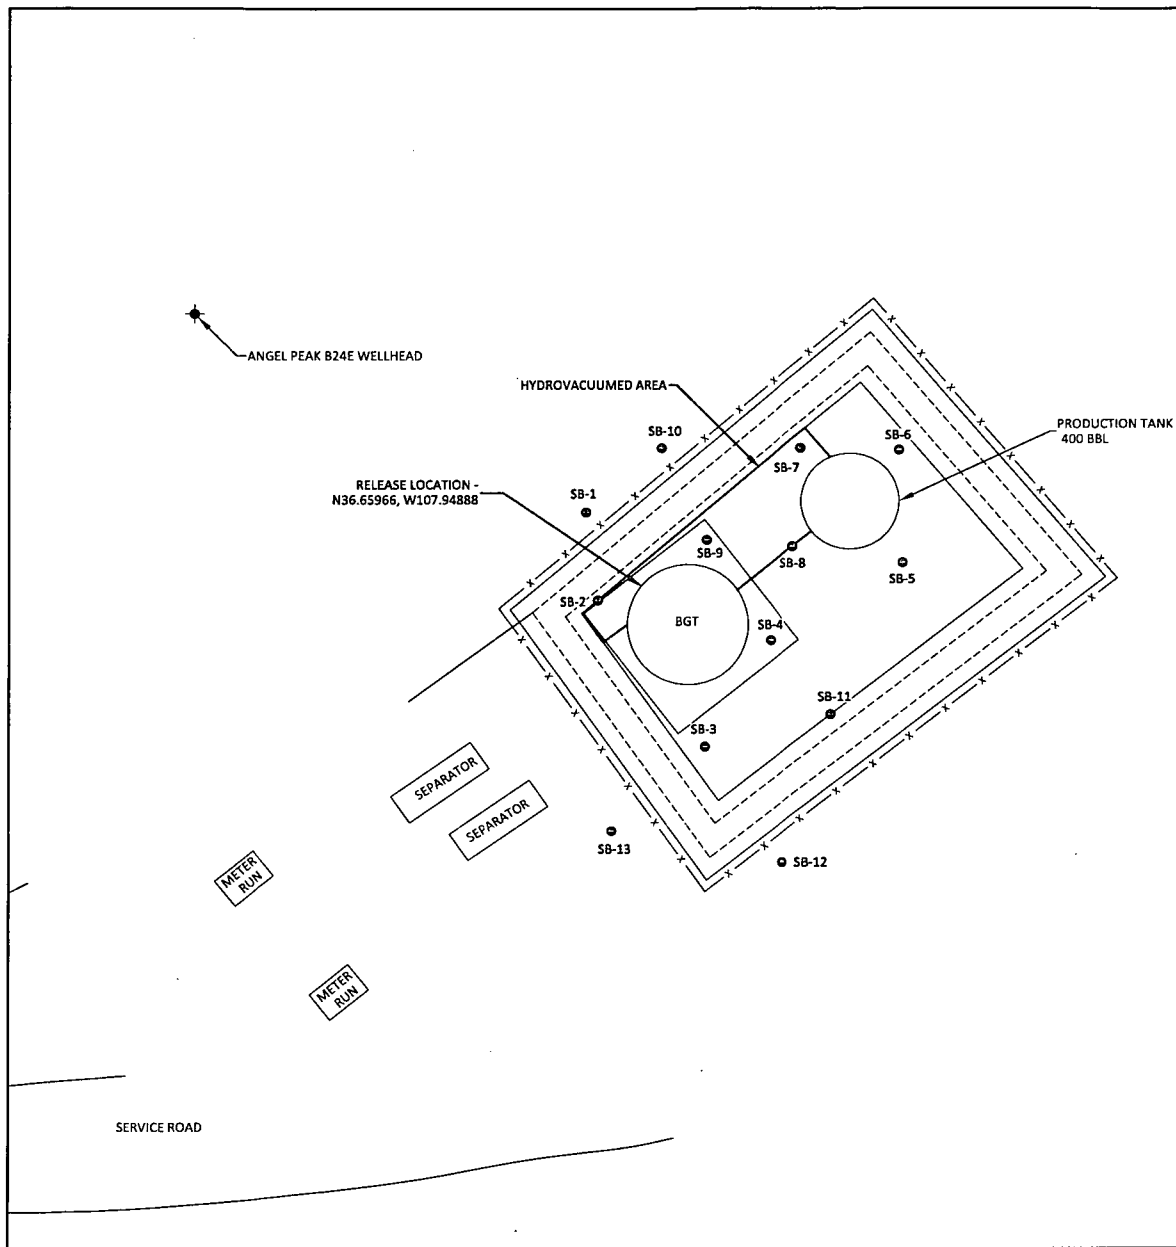 ANGEL PEAK B24E WELLHEAD
HYDROVACUUMED AREA
PRODUCTION TANK
400 BBL
SB-10
SB-7
SB-6
RELEASE LOCATION -
N36.65966, W107.94888
SB-1
SB-9
SB-8
SB-5
SB-2
BGT
SB-4
SB-11
SB-3
SEPARATOR
SEPARATOR
SB-13
SB-12
METER
RUN
METER
RUN
SERVICE ROAD